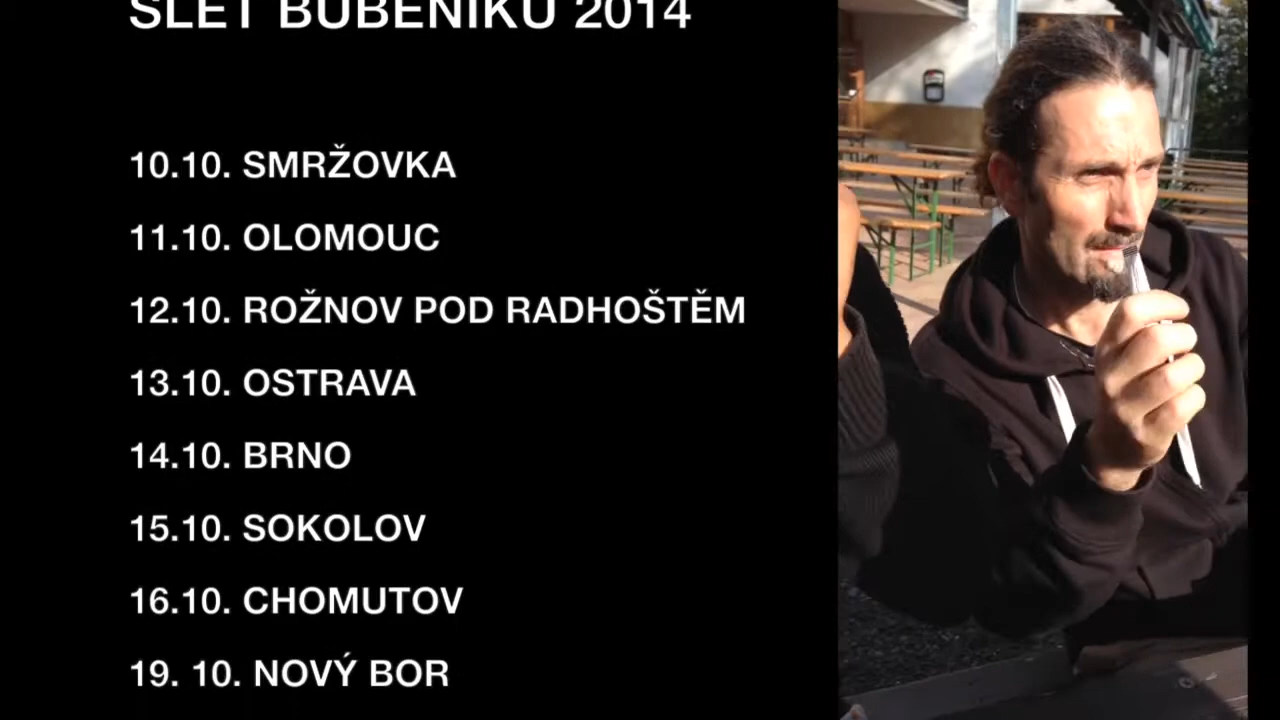 SLET BUBENÍKŮ 2014
10.10. SMRŽOVKA
11.10. OLOMOUC
12.10. ROŽNOV POD RADHOŠTĚM
13.10. OSTRAVA
14.10. BRNO
15.10. SOKOLOV
16.10. CHOMUTOV
19. 10. NOVÝ BOR